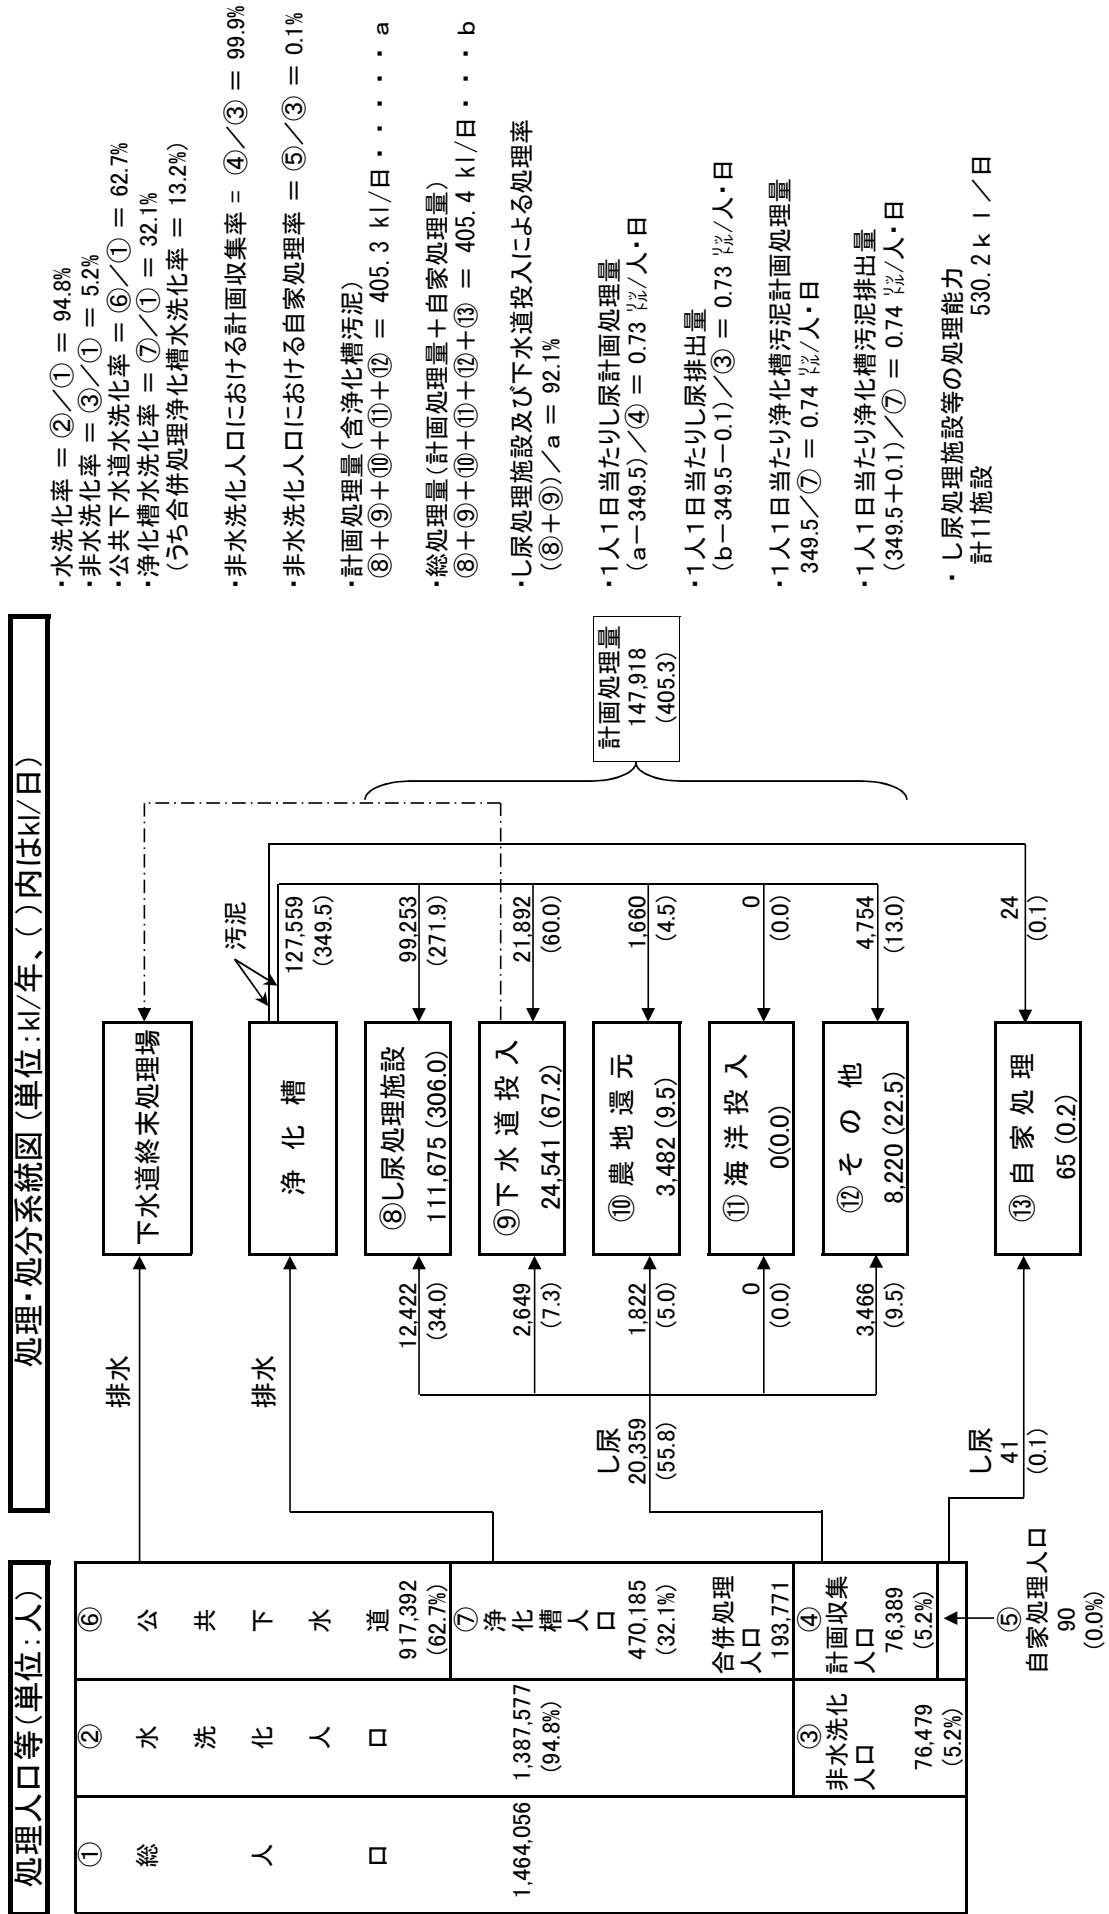 処理人口等(単位：人)
① 総人口
1,464,056
② 水洗化人口
1,387,577
(94.8%)
③
非水洗化
人口
76,479
(5.2%)
⑥ 公共下水道
917,392
(62.7%)
⑦ 浄化槽人口
470,185
(32.1%)
合併処理
人口
193,771
④
計画収集
人口
76,389
(5.2%)
⑤
自家処理人口
90
(0.0%)
処理・処分系統図(単位：kl/年、( )内はkl/日)
排水
下水道終末処理場
排水
浄化槽
汚泥
127,559
(349.5)
し尿
20,359
(55.8)
12,422
(34.0)
⑧し尿処理施設
111,675 (306.0)
99,253
(271.9)
2,649
(7.3)
⑨下水道投入
24,541 (67.2)
21,892
(60.0)
1,822
(5.0)
⑩農地還元
3,482 (9.5)
1,660
(4.5)
0
(0.0)
⑪海洋投入
0(0.0)
0
(0.0)
3,466
(9.5)
⑫その他
8,220 (22.5)
4,754
(13.0)
し尿
41
(0.1)
⑬自家処理
65 (0.2)
24
(0.1)
計画処理量
147,918
(405.3)
・水洗化率 = ②/① = 94.8%
・非水洗化率 = ③/① = 5.2%
・公共下水道水洗化率 = ⑥/① = 62.7%
・浄化槽水洗化率 = ⑦/① = 32.1%
(うち合併処理浄化槽水洗化率 = 13.2%)
・非水洗化人口における計画収集率= ④/③ = 99.9%
・非水洗化人口における自家処理率 = ⑤/③ = 0.1%
・計画処理量(含浄化槽汚泥)
⑧+⑨+⑩+⑪+⑫ = 405.3 kl/日・・・・・・a
・総処理量(計画処理量+自家処理量)
⑧+⑨+⑩+⑪+⑫+⑬ = 405.4 kl/日・・・b
・し尿処理施設及び下水道投入による処理率
(⑧+⑨)/a = 92.1%
・1人1日当たりし尿計画処理量
(a-349.5)/④ = 0.73 ㍑/人・日
・1人1日当たりし尿排出量
(b-349.5-0.1)/③ = 0.73 ㍑/人・日
・1人1日当たり浄化槽汚泥計画処理量
349.5/⑦ = 0.74 ㍑/人・日
・1人1日当たり浄化槽汚泥排出量
(349.5+0.1)/⑦ = 0.74 ㍑/人・日
・し尿処理施設等の処理能力
計11施設 530.2ｋｌ/日